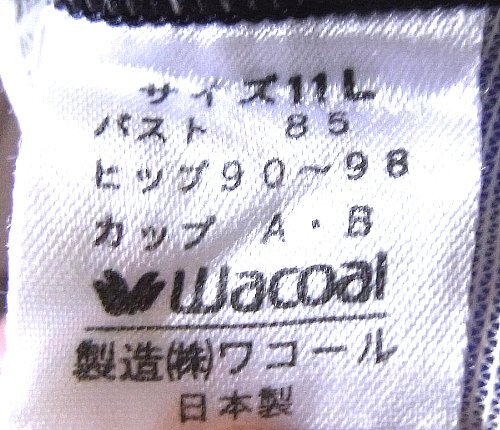 サイズ11L
バスト 85
ヒップ90～98
カップ A・B
Wacoal
製造(株)ワコール
日本製